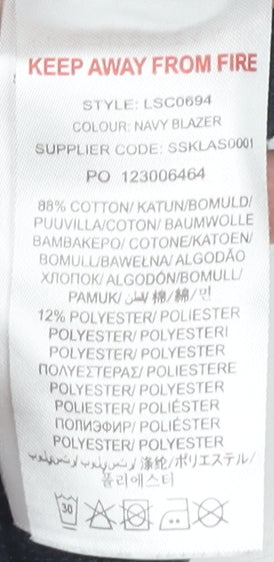 KEEP AWAY FROM FIRE
STYLE: LSC0694
COLOUR: NAVY BLAZER
SUPPLIER CODE: SSKLAS0001
PO 123006464
88% COTTON/ KATUN/BOMULD/
PUUVILLA/COTON/ BAUMWOLLE
BAMBAKEPO/ COTONE/KATOEN/
BOMULL/BAWEŁNA/ ALGODÃO
ХЛОПОК/ ALGODÓN/BOMULL/
PAMUK/ /棉/綿/면
12% POLYESTER/ POLIESTER
POLYESTER/ POLYESTERI
POLYESTER/ POLYESTER
ΠΟΛΥΕΣΤΕΡΑΣ/ POLIESTERE
POLYESTER/ POLYESTER
POLIESTER/ POLIÉSTER
ПОПИЭФИР/ POLIÉSTER
POLYESTER/ POLYESTER
/涤纶/ポリエステル/
폴리에스터
30